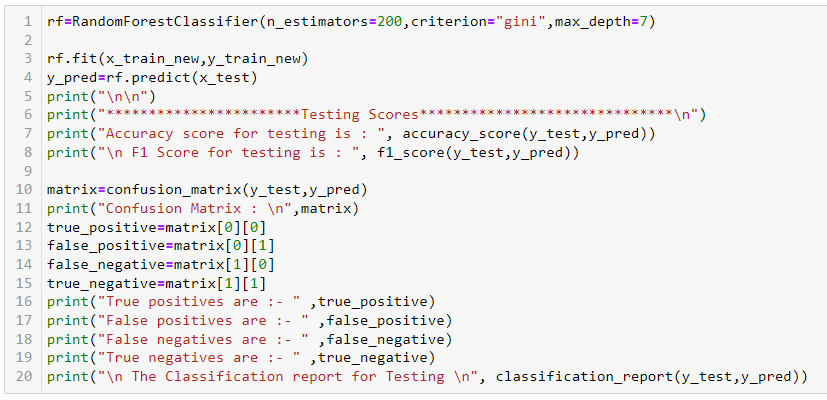 1 rf=RandomForestClassifier(n_estimators=200,criterion="gini",max_depth=7)
2
3 rf.fit(x_train_new,y_train_new)
4 y_pred=rf.predict(x_test)
5 print("\n\n")
6 print("***********************Testing Scores******************************\n")
7 print("Accuracy score for testing is : ", accuracy_score(y_test,y_pred))
8 print("\n F1 Score for testing is : ", f1_score(y_test,y_pred))
9
10 matrix=confusion_matrix(y_test,y_pred)
11 print("Confusion Matrix : \n",matrix)
12 true_positive=matrix[0][0]
13 false_positive=matrix[0][1]
14 false_negative=matrix[1][0]
15 true_negative=matrix[1][1]
16 print("True positives are :- " ,true_positive)
17 print("False positives are :- " ,false_positive)
18 print("False negatives are :- " ,false_negative)
19 print("True negatives are :- " ,true_negative)
20 print("\n The Classification report for Testing \n", classification_report(y_test,y_pred))